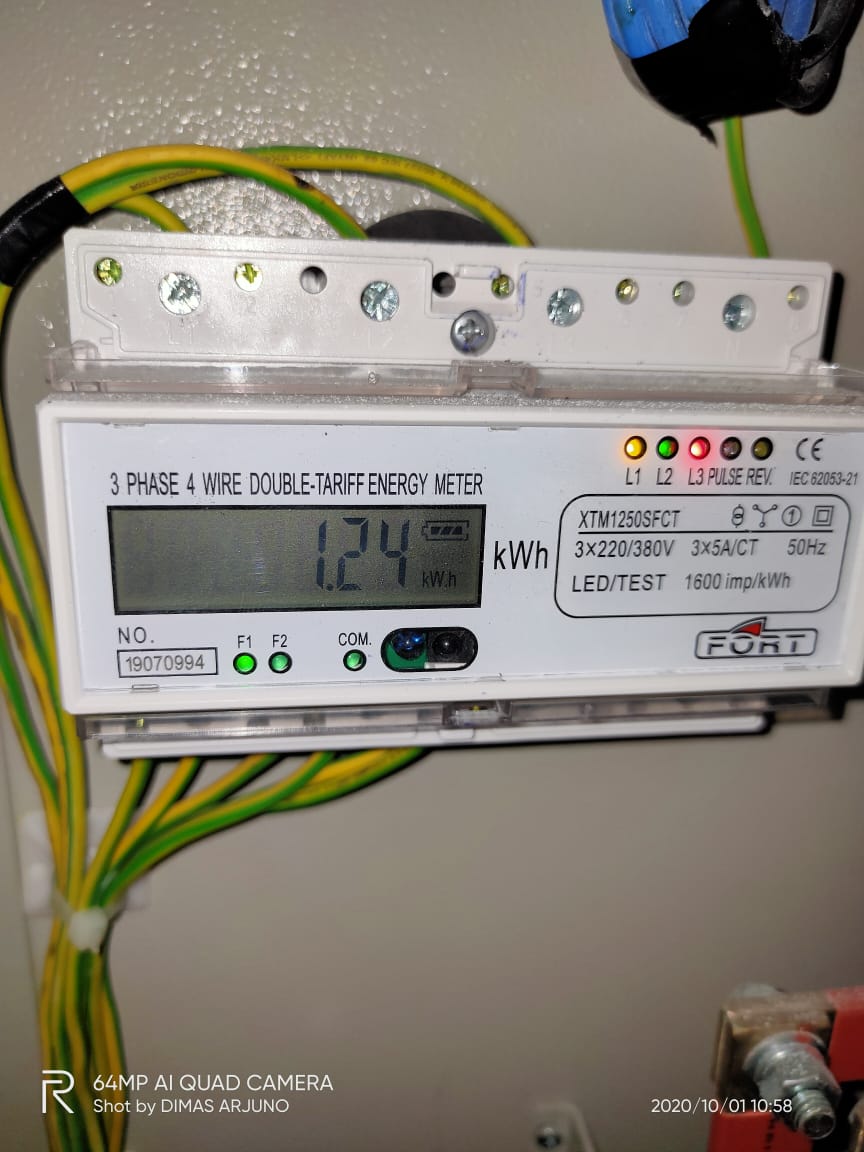 L1 L2 L3 PULSE REV.
CE
IEC 62053-21
3 PHASE 4 WIRE DOUBLE-TARIFF ENERGY METER
1.24
kW.h
kWh
XTM1250SFCT
3×220/380V 3×5A/CT 50Hz
LED/TEST 1600 imp/kWh
NO.
19070994
F1 F2
COM.
FORT
R
64MP AI QUAD CAMERA
Shot by DIMAS ARJUNO
2020/10/01 10:58